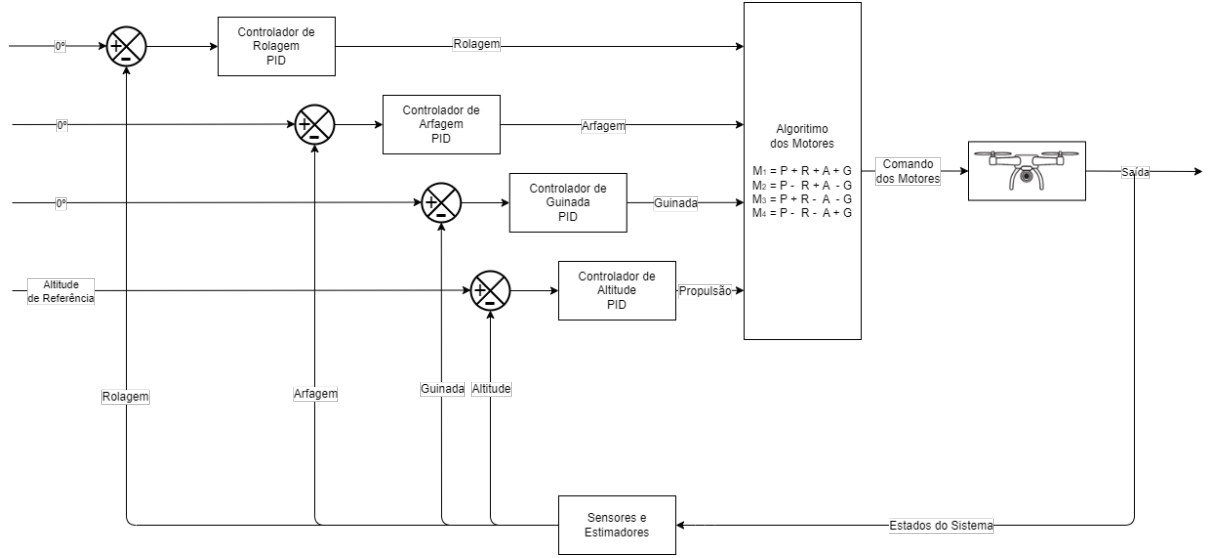 0º
+
-
Controlador de
Rolagem
PID
Rolagem
0º
+
-
Controlador de
Arfagem
PID
Arfagem
0º
+
-
Controlador de
Guinada
PID
Guinada
Altitude
de Referência
+
-
Controlador de
Altitude
PID
Propulsão
Algoritimo
dos Motores
M₁ = P + R + A + G
M₂ = P - R + A - G
M₃ = P + R - A - G
M₄ = P - R - A + G
Comando
dos Motores
Saída
Rolagem
Arfagem
Guinada
Altitude
Sensores e
Estimadores
Estados do Sistema